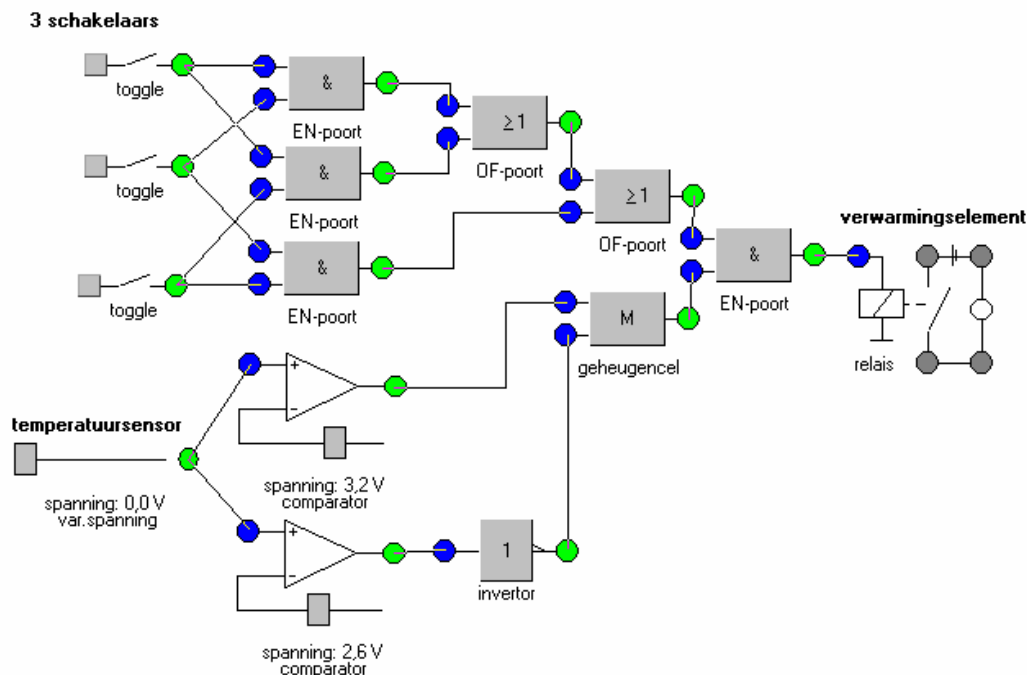 3 schakelaars
toggle
&
EN-poort
≥1
OF-poort
toggle
&
EN-poort
≥1
OF-poort
toggle
&
EN-poort
&
EN-poort
verwarmingselement
M
geheugencel
relais
+
−
temperatuursensor
spanning: 0,0 V
var.spanning
spanning: 3,2 V
comparator
+
−
1
invertor
spanning: 2,6 V
comparator